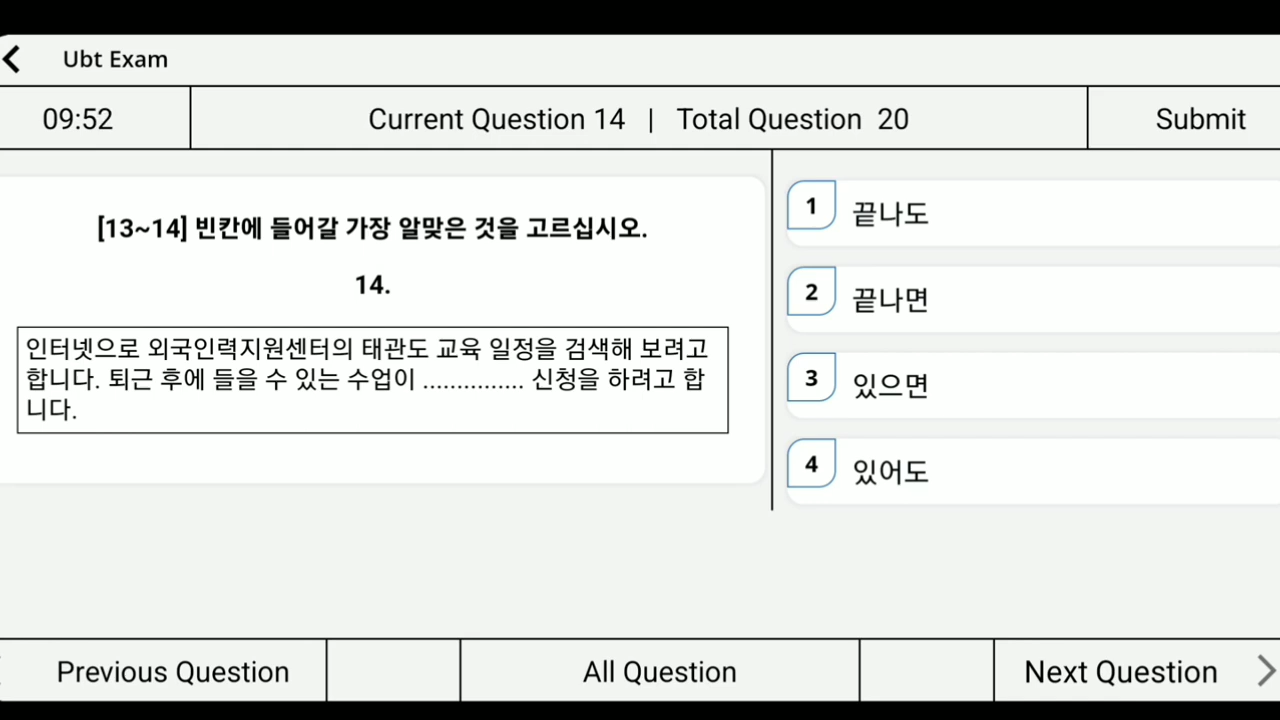 Ubt Exam
09:52
Current Question 14 | Total Question 20
Submit
[13~14] 빈칸에 들어갈 가장 알맞은 것을 고르십시오.
14.
인터넷으로 외국인력지원센터의 태관도 교육 일정을 검색해 보려고
합니다. 퇴근 후에 들을 수 있는 수업이 ............... 신청을 하려고 합
니다.
1 끝나도
2 끝나면
3 있으면
4 있어도
Previous Question
All Question
Next Question